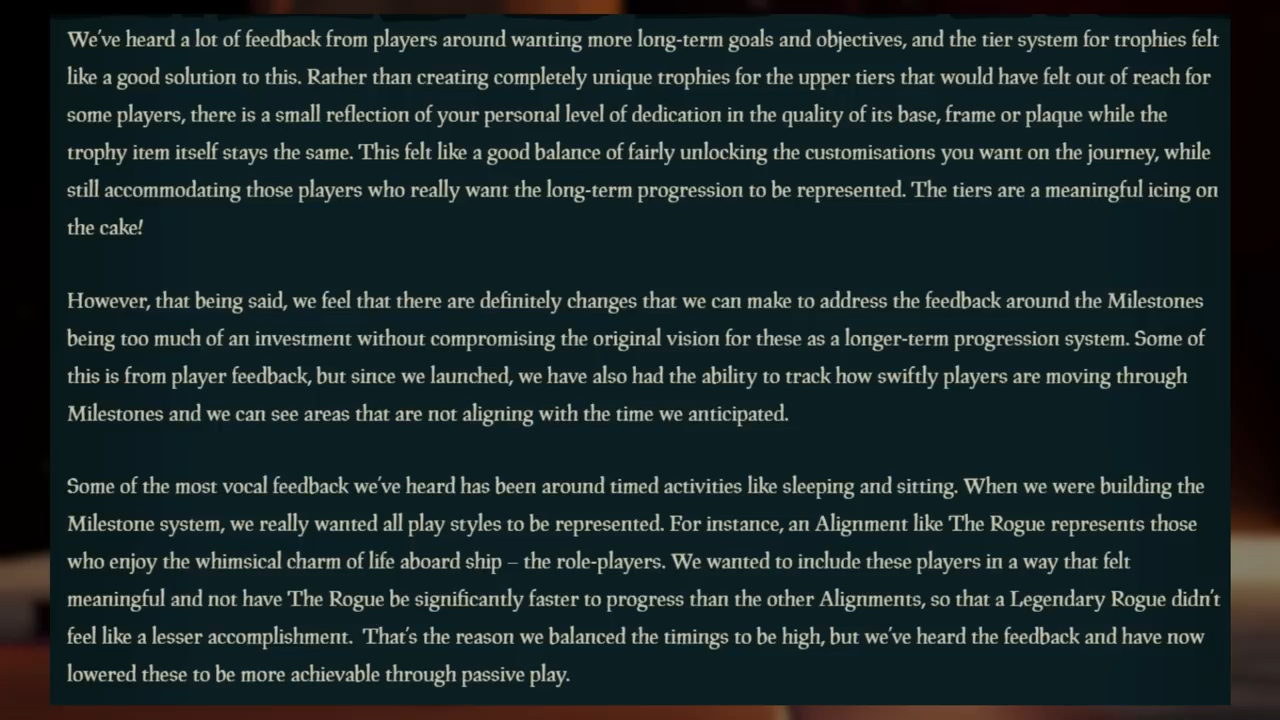 We've heard a lot of feedback from players around wanting more long-term goals and objectives, and the tier system for trophies felt
like a good solution to this. Rather than creating completely unique trophies for the upper tiers that would have felt out of reach for
some players, there is a small reflection of your personal level of dedication in the quality of its base, frame or plaque while the
trophy item itself stays the same. This felt like a good balance of fairly unlocking the customisations you want on the journey, while
still accommodating those players who really want the long-term progression to be represented. The tiers are a meaningful icing on
the cake!
However, that being said, we feel that there are definitely changes that we can make to address the feedback around the Milestones
being too much of an investment without compromising the original vision for these as a longer-term progression system. Some of
this is from player feedback, but since we launched, we have also had the ability to track how swiftly players are moving through
Milestones and we can see areas that are not aligning with the time we anticipated.
Some of the most vocal feedback we've heard has been around timed activities like sleeping and sitting. When we were building the
Milestone system, we really wanted all play styles to be represented. For instance, an Alignment like The Rogue represents those
who enjoy the whimsical charm of life aboard ship – the role-players. We wanted to include these players in a way that felt
meaningful and not have The Rogue be significantly faster to progress than the other Alignments, so that a Legendary Rogue didn't
feel like a lesser accomplishment. That's the reason we balanced the timings to be high, but we've heard the feedback and have now
lowered these to be more achievable through passive play.